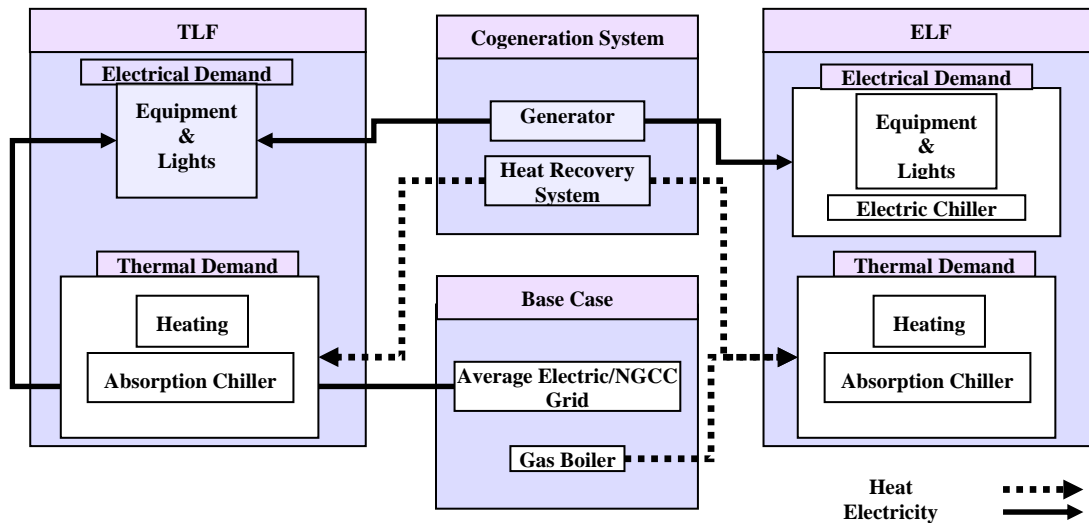 TLF
Electrical Demand
Equipment
&
Lights
Thermal Demand
Heating
Absorption Chiller
Cogeneration System
Generator
Heat Recovery
System
Base Case
Average Electric/NGCC
Grid
Gas Boiler
ELF
Electrical Demand
Equipment
&
Lights
Electric Chiller
Thermal Demand
Heating
Absorption Chiller
Heat
Electricity